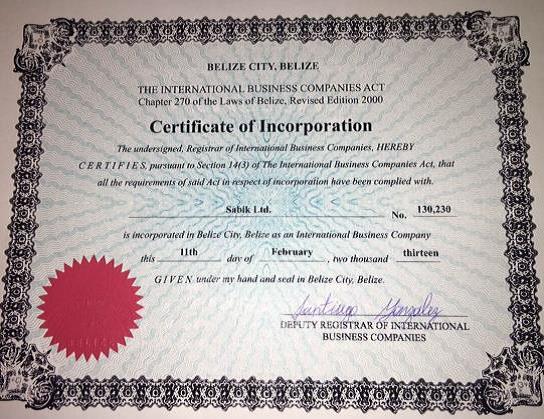 BELIZE CITY, BELIZE
THE INTERNATIONAL BUSINESS COMPANIES ACT
Chapter 270 of the Laws of Belize, Revised Edition 2000
Certificate of Incorporation
The undersigned, Registrar of International Business Companies, HEREBY
CERTIFIES, pursuant to Section 14(3) of The International Business Companies Act, that
all the requirements of said Act in respect of incorporation have been complied with.
Sabik Ltd. No. 130,230
is incorporated in Belize City, Belize as an International Business Company
this 11th day of February , two thousand thirteen
GIVEN under my hand and seal in Belize City, Belize.
Santiago Gonzalez
DEPUTY REGISTRAR OF INTERNATIONAL
BUSINESS COMPANIES